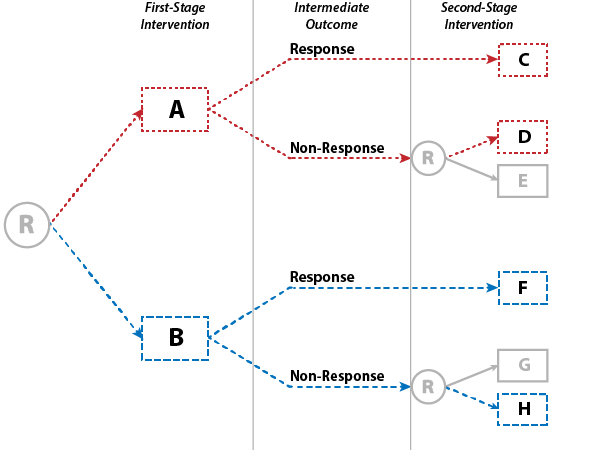 First-Stage
Intervention
Intermediate
Outcome
Second-Stage
Intervention
Response
C
A
D
Non-Response
R
E
R
Response
F
B
G
Non-Response
R
H